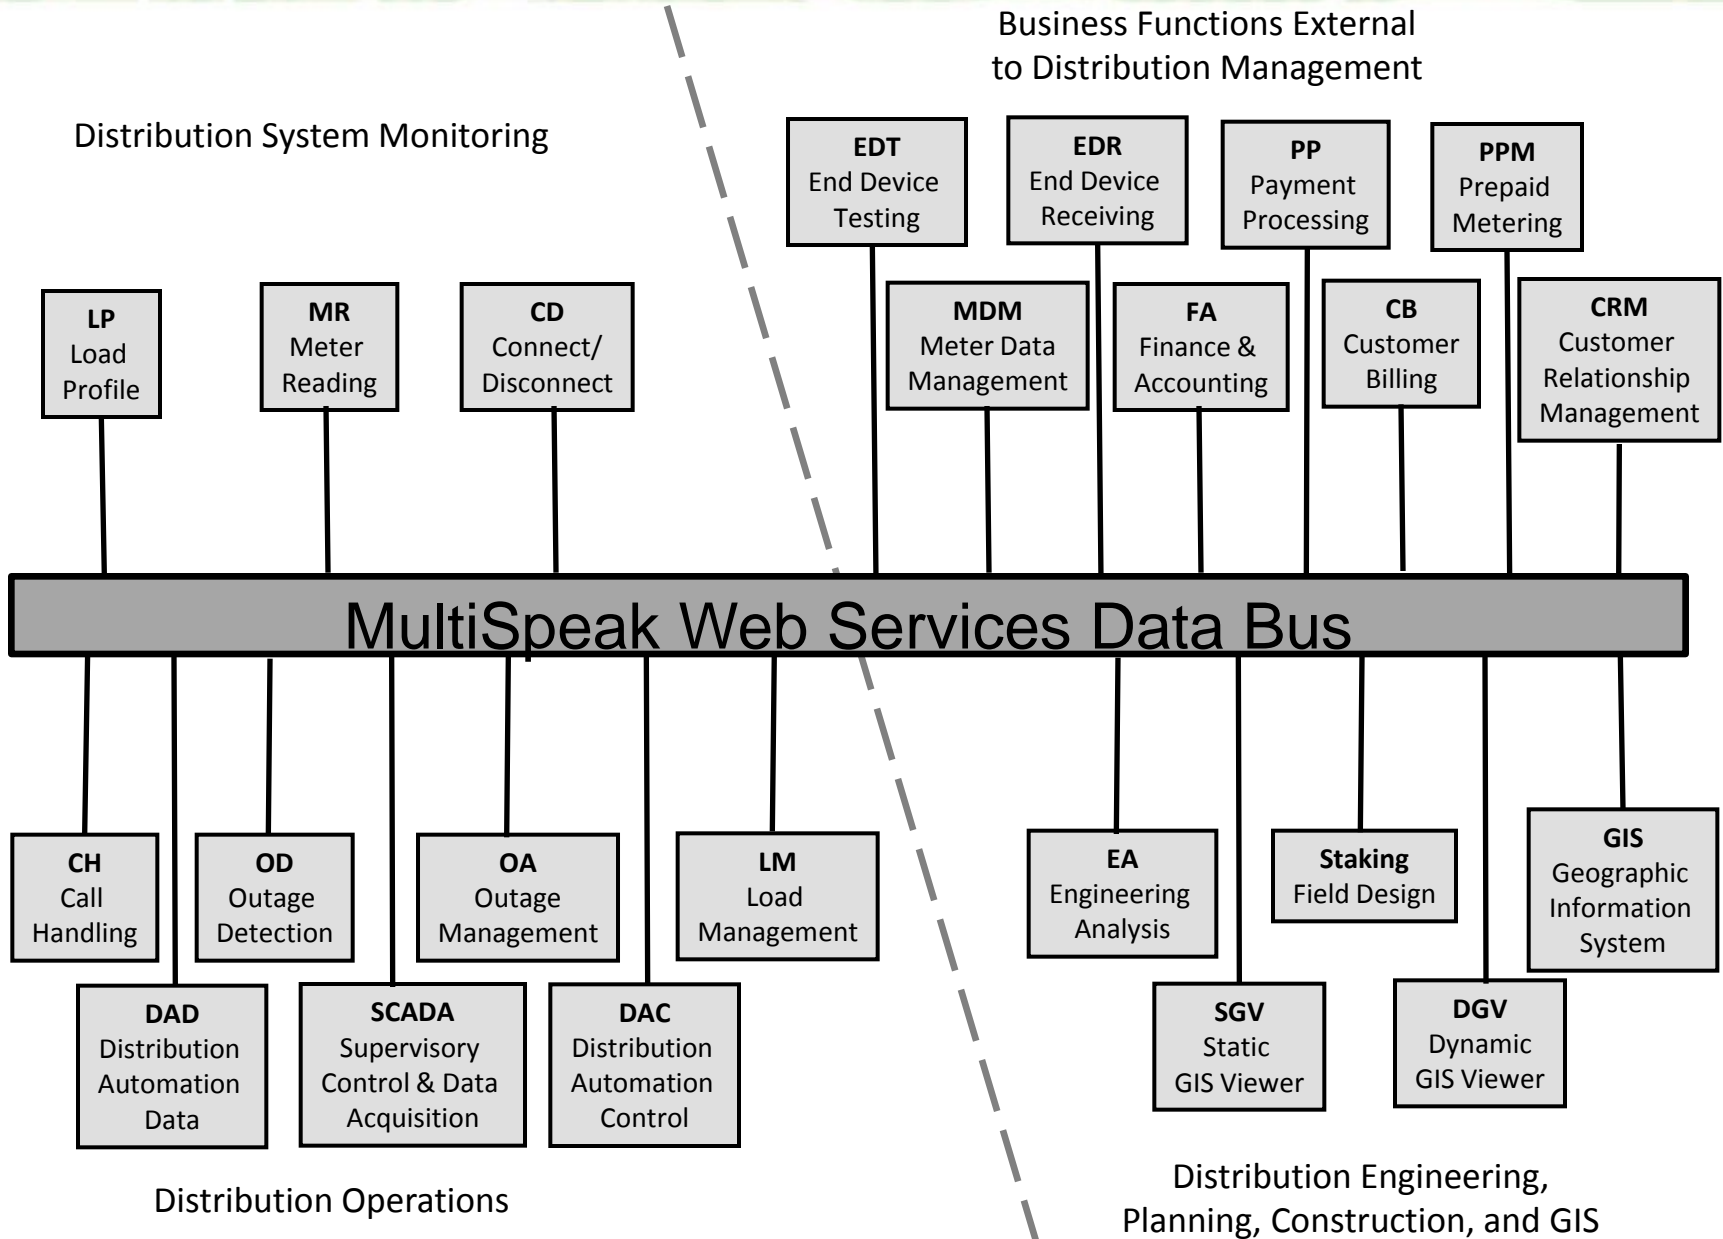 Business Functions External
to Distribution Management
Distribution System Monitoring
EDT
End Device
Testing
EDR
End Device
Receiving
PP
Payment
Processing
PPM
Prepaid
Metering
LP
Load
Profile
MR
Meter
Reading
CD
Connect/
Disconnect
MDM
Meter Data
Management
FA
Finance &
Accounting
CB
Customer
Billing
CRM
Customer
Relationship
Management
MultiSpeak Web Services Data Bus
CH
Call
Handling
OD
Outage
Detection
OA
Outage
Management
LM
Load
Management
EA
Engineering
Analysis
Staking
Field Design
GIS
Geographic
Information
System
DAD
Distribution
Automation
Data
SCADA
Supervisory
Control & Data
Acquisition
DAC
Distribution
Automation
Control
SGV
Static
GIS Viewer
DGV
Dynamic
GIS Viewer
Distribution Operations
Distribution Engineering,
Planning, Construction, and GIS